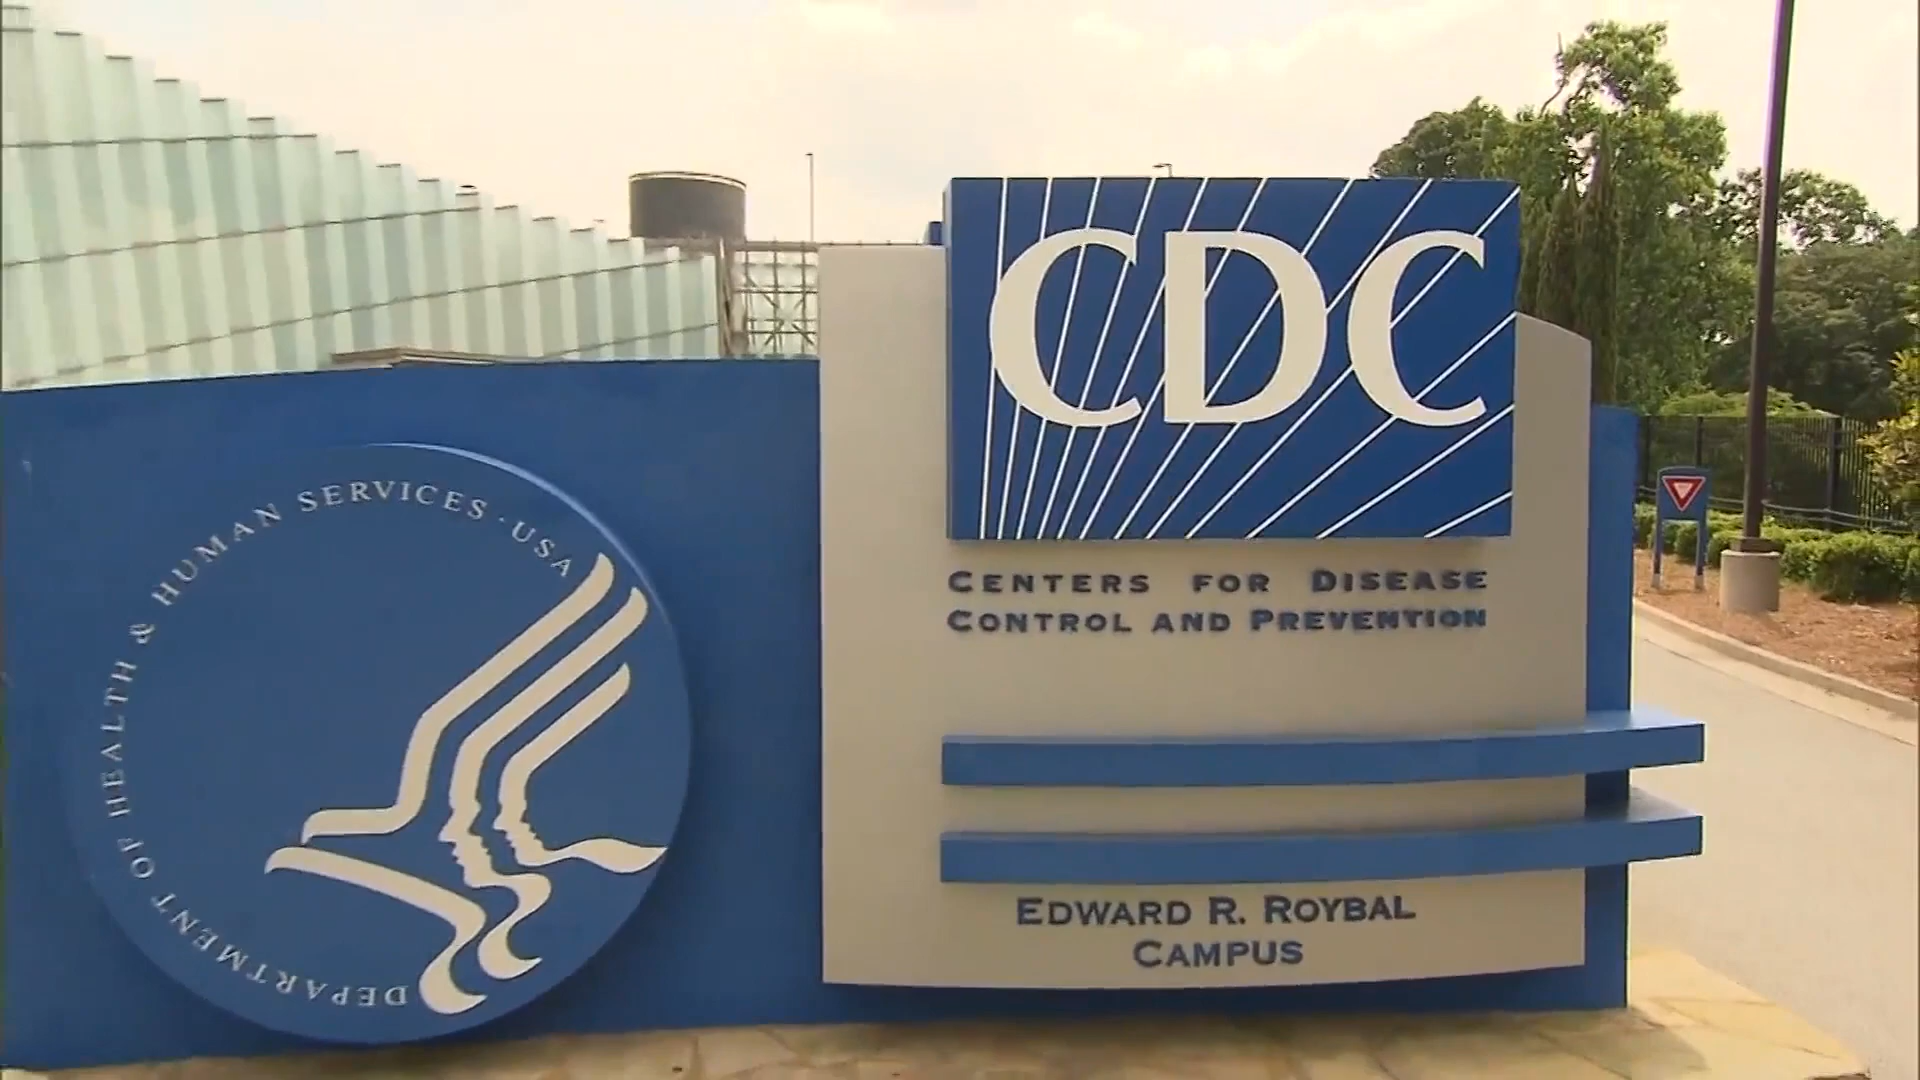 DEPARTMENT OF HEALTH & HUMAN SERVICES · USA
CDC
CENTERS FOR DISEASE
CONTROL AND PREVENTION
EDWARD R. ROYBAL
CAMPUS